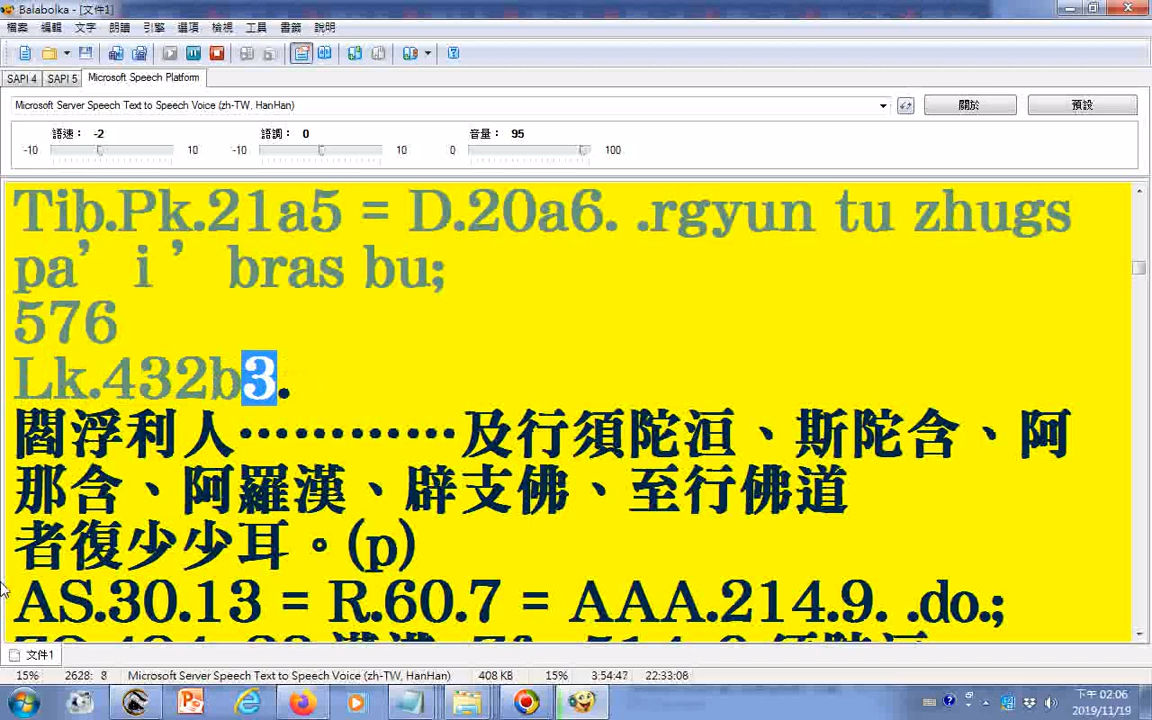 Balabolka - [文件1]
檔案 編輯 文字 朗讀 引擎 選項 檢視 工具 書籤 說明
SAPI 4 SAPI 5 Microsoft Speech Platform
Microsoft Server Speech Text to Speech Voice (zh-TW, HanHan) 關於 預設
語速： -2 語調： 0 音量： 95
-10 10 -10 10 0 100
Tib.Pk.21a5 = D.20a6. .rgyun tu zhugs
pa’i’bras bu;
576
Lk.432b3.
閻浮利人…………及行須陀洹、斯陀含、阿
那含、阿羅漢、辟支佛、至行佛道
者復少少耳。(p)
AS.30.13 = R.60.7 = AAA.214.9. .do.;
文件1
15% 2628: 8 Microsoft Server Speech Text to Speech Voice (zh-TW, HanHan) 408 KB 15% 3:54:47 22:33:08
下午 02:06
2019/11/19